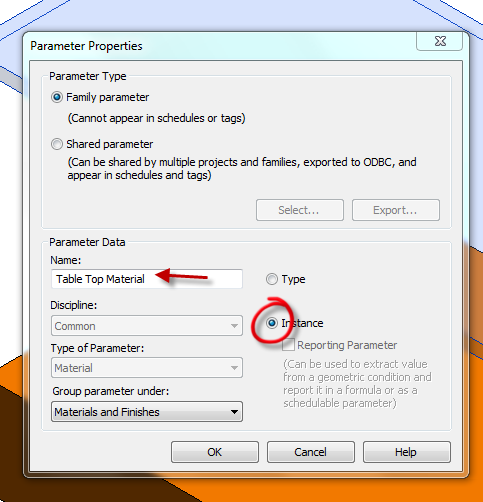 Parameter Properties
Parameter Type
Family parameter
(Cannot appear in schedules or tags)
Shared parameter
(Can be shared by multiple projects and families, exported to ODBC, and
appear in schedules and tags)
Select...
Export...
Parameter Data
Name:
Table Top Material
Type
Discipline:
Common
Instance
Type of Parameter:
Reporting Parameter
Material
(Can be used to extract value
from a geometric condition and
report it in a formula or as a
schedulable parameter)
Group parameter under:
Materials and Finishes
OK
Cancel
Help